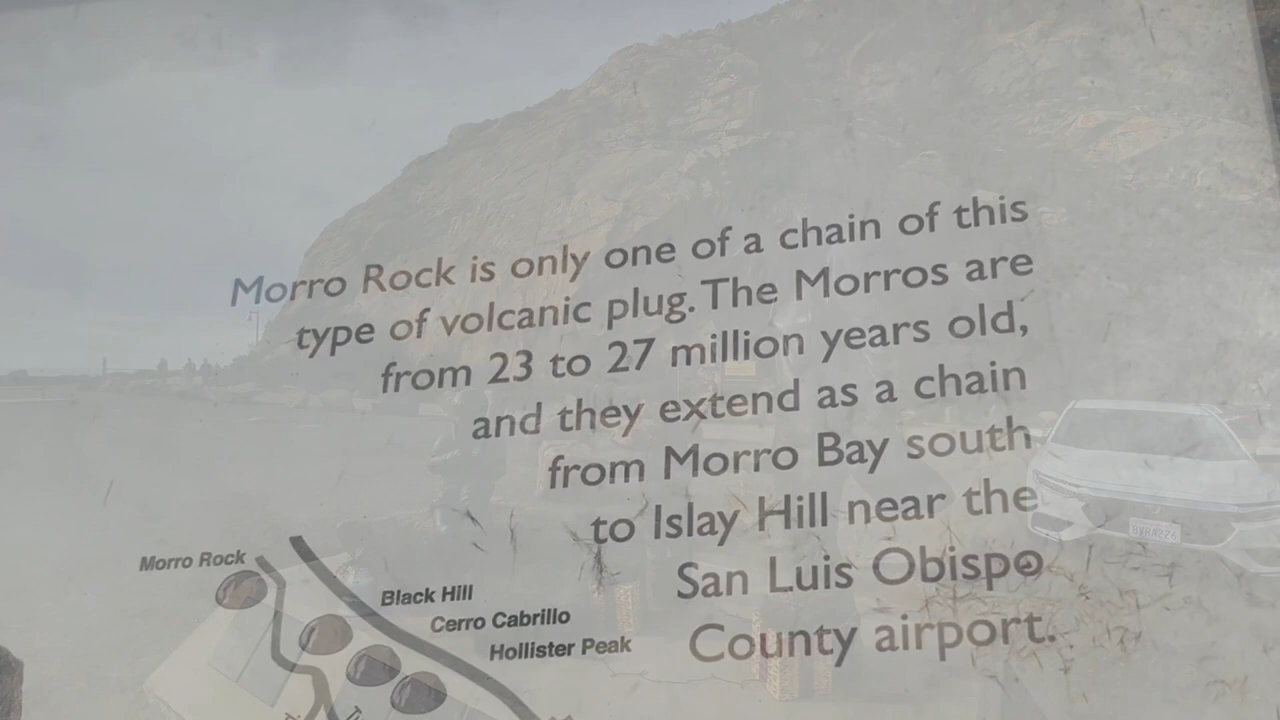 Morro Rock is only one of a chain of this
type of volcanic plug. The Morros are
from 23 to 27 million years old,
and they extend as a chain
from Morro Bay south
to Islay Hill near the
San Luis Obispo
County airport.
Morro Rock
Black Hill
Cerro Cabrillo
Hollister Peak